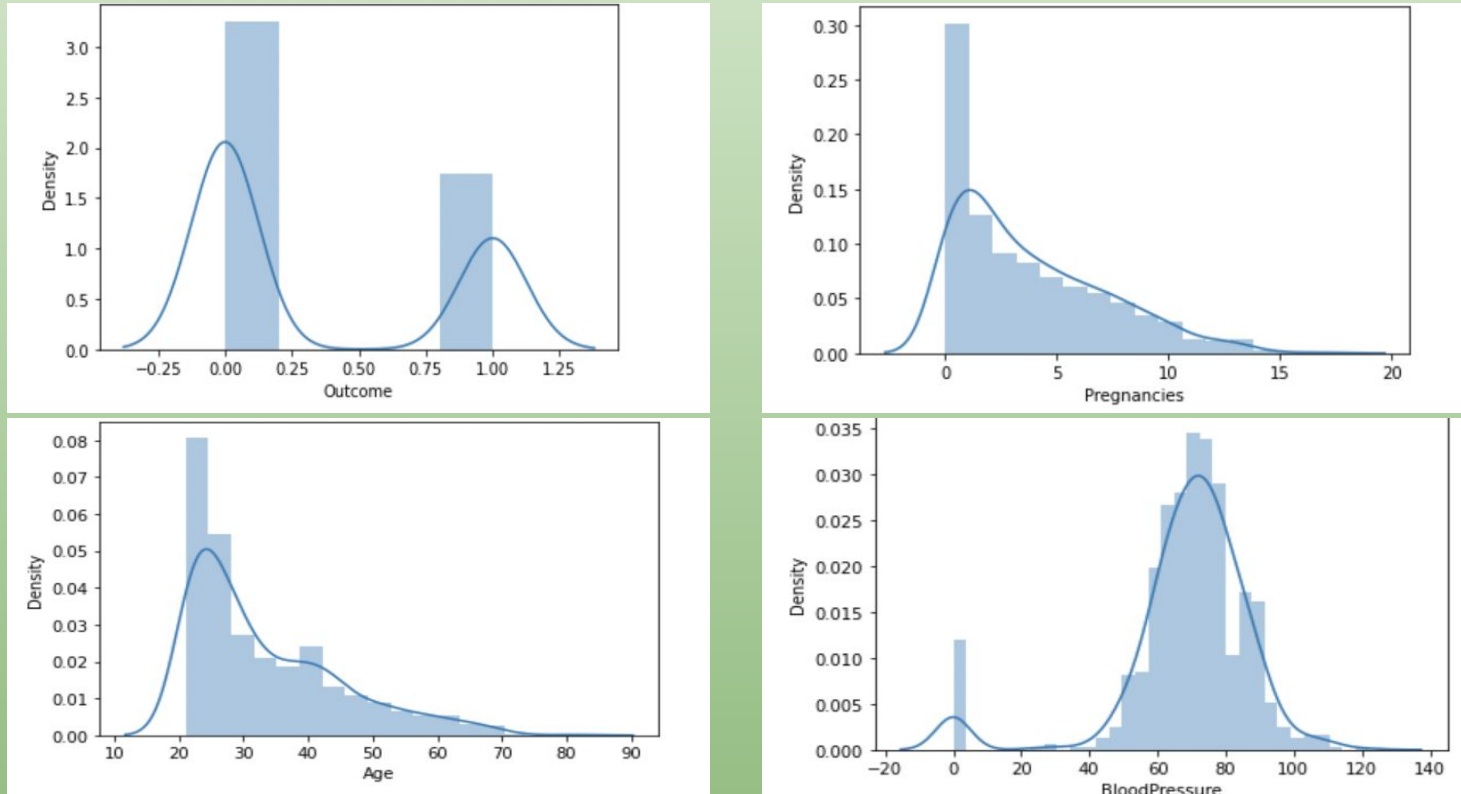 3.0
2.5
2.0
1.5
1.0
0.5
0.0
Density
−0.25 0.00 0.25 0.50 0.75 1.00 1.25
Outcome
0.30
0.25
0.20
0.15
0.10
0.05
0.00
Density
0 5 10 15 20
Pregnancies
0.08
0.07
0.06
0.05
0.04
0.03
0.02
0.01
0.00
Density
10 20 30 40 50 60 70 80 90
Age
0.035
0.030
0.025
0.020
0.015
0.010
0.005
0.000
Density
−20 0 20 40 60 80 100 120 140
BloodPressure